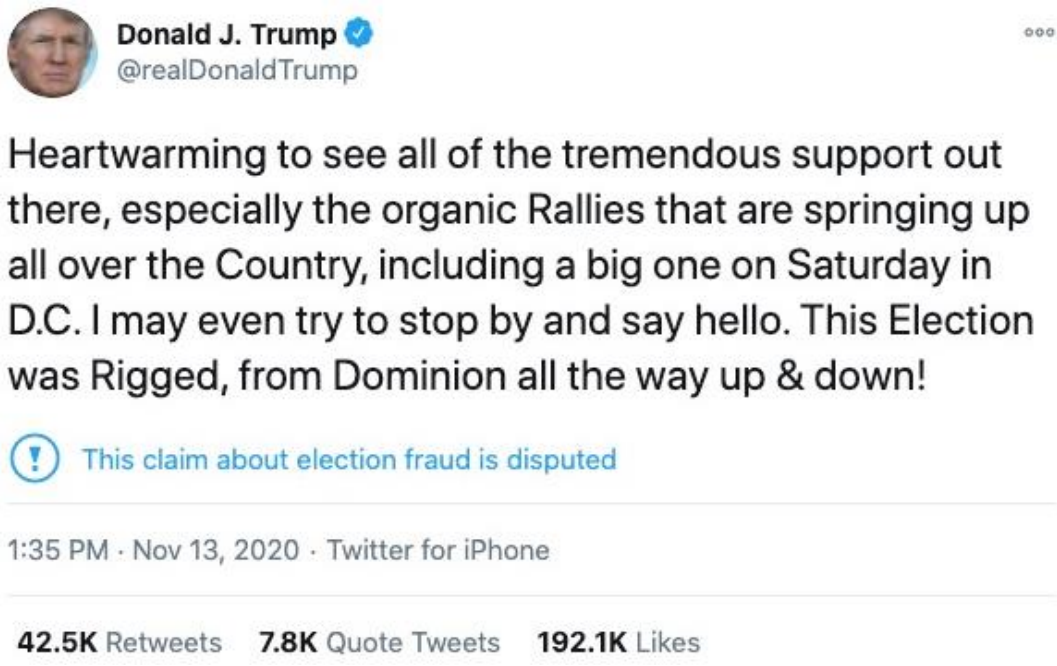 Donald J. Trump
@realDonaldTrump
Heartwarming to see all of the tremendous support out
there, especially the organic Rallies that are springing up
all over the Country, including a big one on Saturday in
D.C. I may even try to stop by and say hello. This Election
was Rigged, from Dominion all the way up & down!
This claim about election fraud is disputed
1:35 PM · Nov 13, 2020 · Twitter for iPhone
42.5K Retweets 7.8K Quote Tweets 192.1K Likes